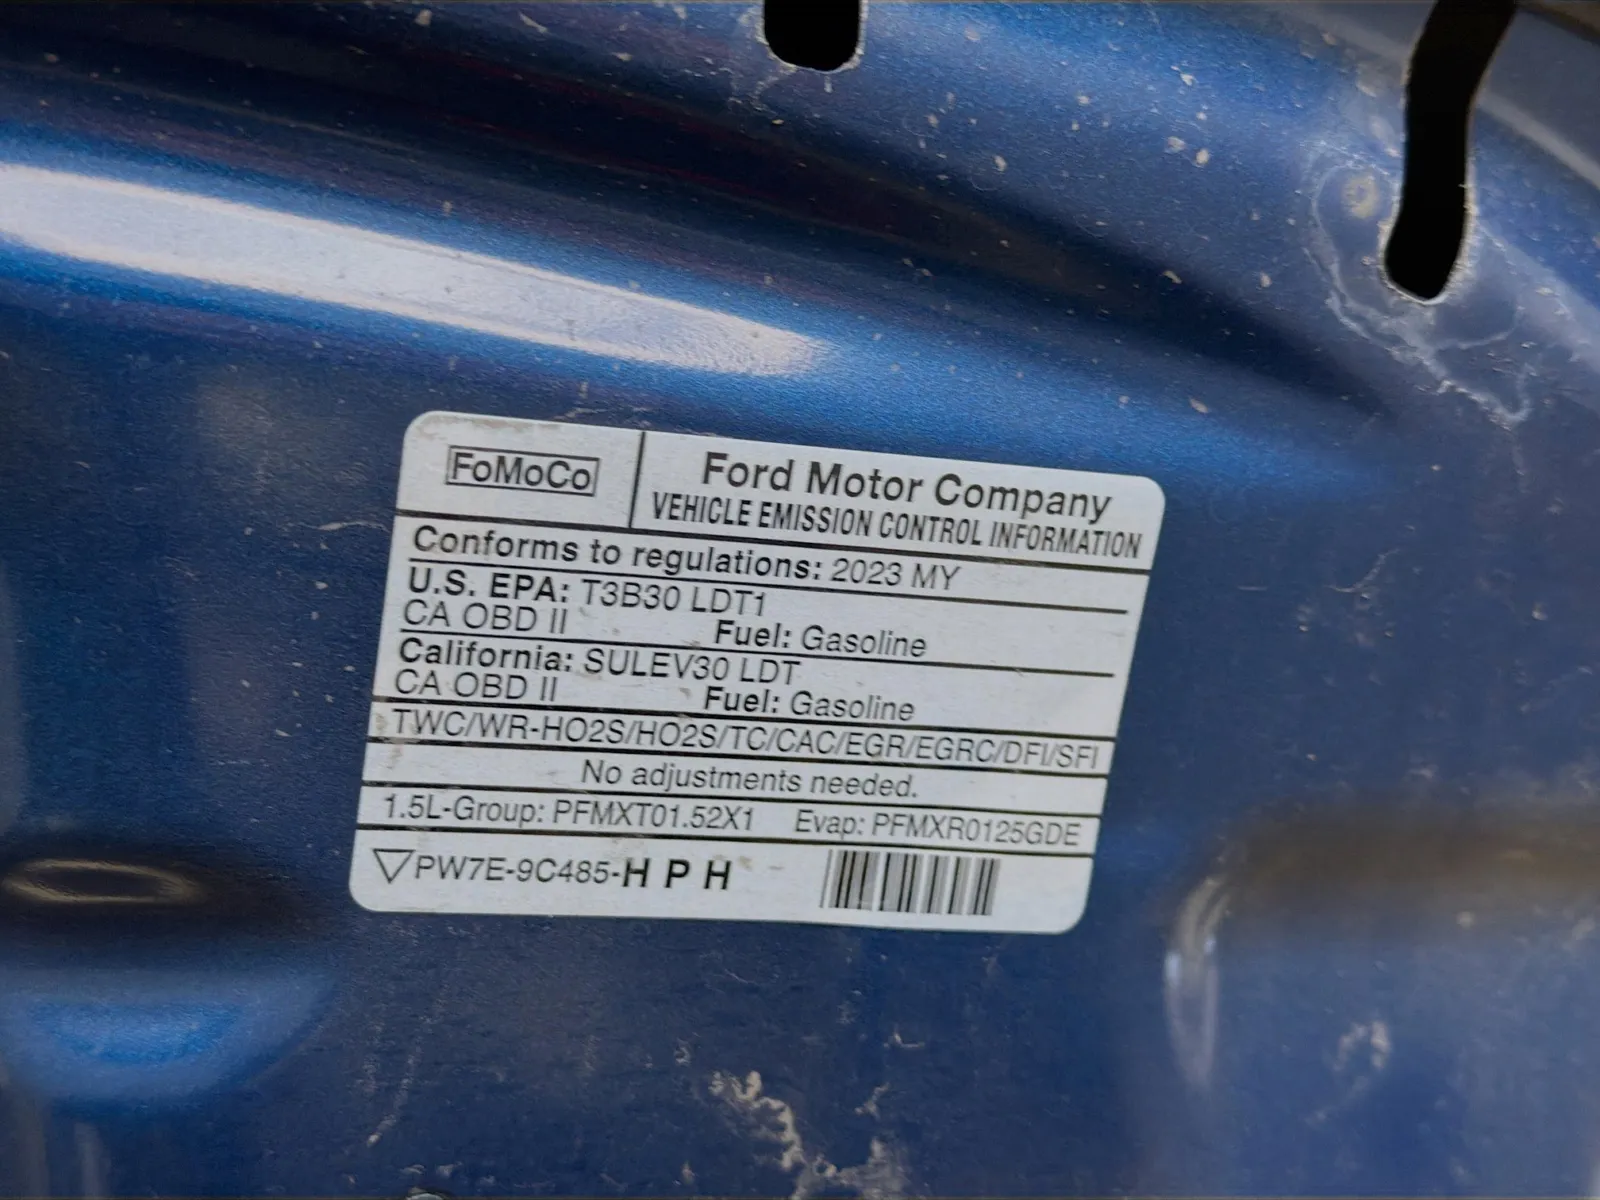 FoMoCo
Ford Motor Company
VEHICLE EMISSION CONTROL INFORMATION
Conforms to regulations: 2023 MY
U.S. EPA: T3B30 LDT1
CA OBD II Fuel: Gasoline
California: SULEV30 LDT
CA OBD II Fuel: Gasoline
TWC/WR-HO2S/HO2S/TC/CAC/EGR/EGRC/DFI/SFI
No adjustments needed.
1.5L-Group: PFMXT01.52X1 Evap: PFMXR0125GDE
PW7E-9C485-H P H